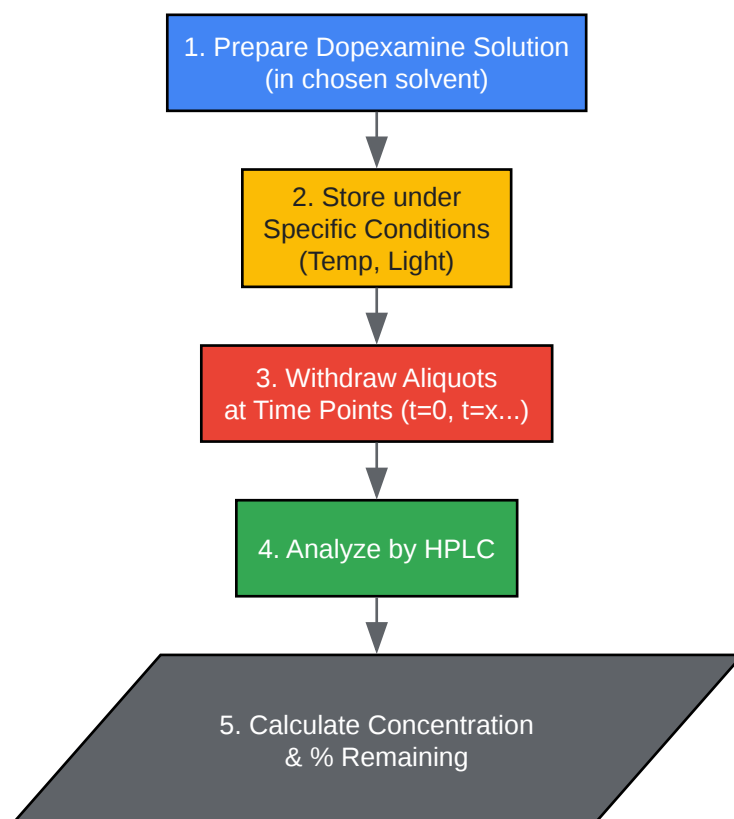 1. Prepare Dopexamine Solution
(in chosen solvent)
2. Store under
Specific Conditions
(Temp, Light)
3. Withdraw Aliquots
at Time Points (t=0, t=x...)
4. Analyze by HPLC
5. Calculate Concentration
& % Remaining